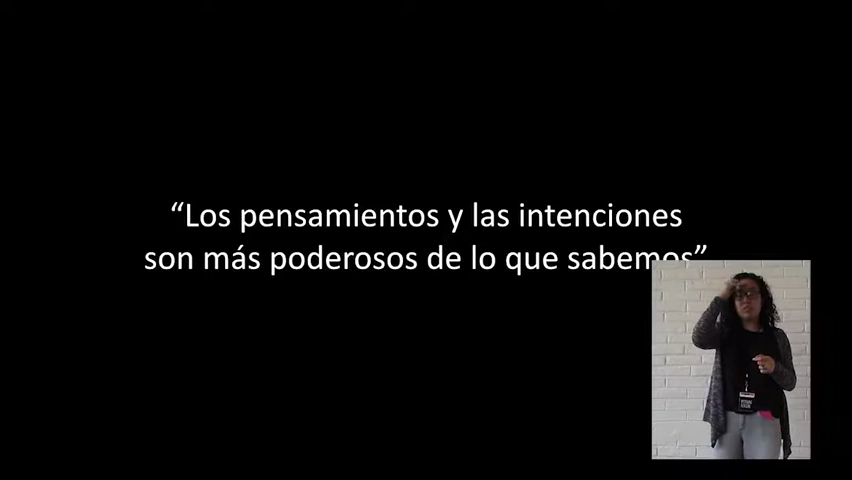 “Los pensamientos y las intenciones
son más poderosos de lo que sabemos”